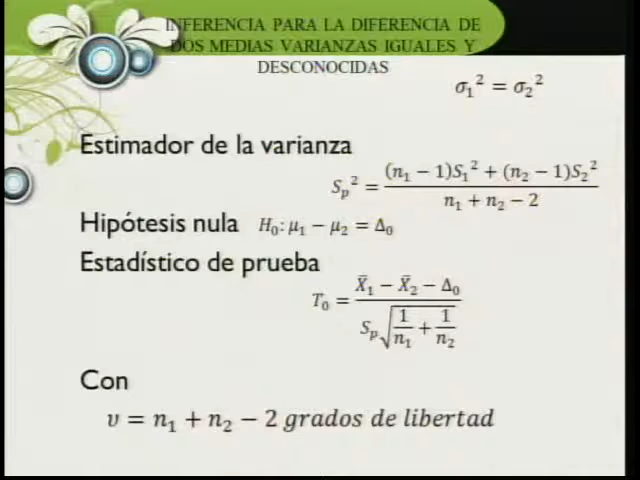 INFERENCIA PARA LA DIFERENCIA DE
DOS MEDIAS VARIANZAS IGUALES Y
DESCONOCIDAS
σ₁² = σ₂²
Estimador de la varianza
Sₚ² = ((n₁ − 1)S₁² + (n₂ − 1)S₂²) / (n₁ + n₂ − 2)
Hipótesis nula H₀: μ₁ − μ₂ = Δ₀
Estadístico de prueba
T₀ = (X̄₁ − X̄₂ − Δ₀) / (Sₚ√(1/n₁ + 1/n₂))
Con
υ = n₁ + n₂ − 2 grados de libertad